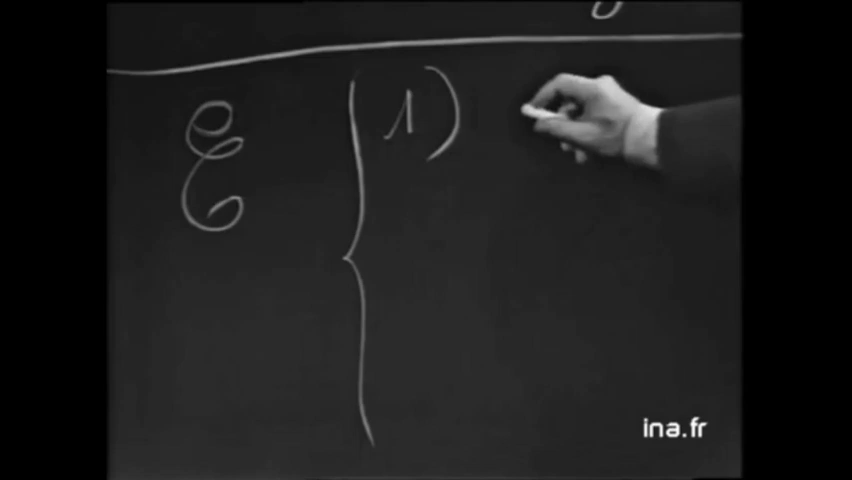 ℰ { 1)
ina.fr